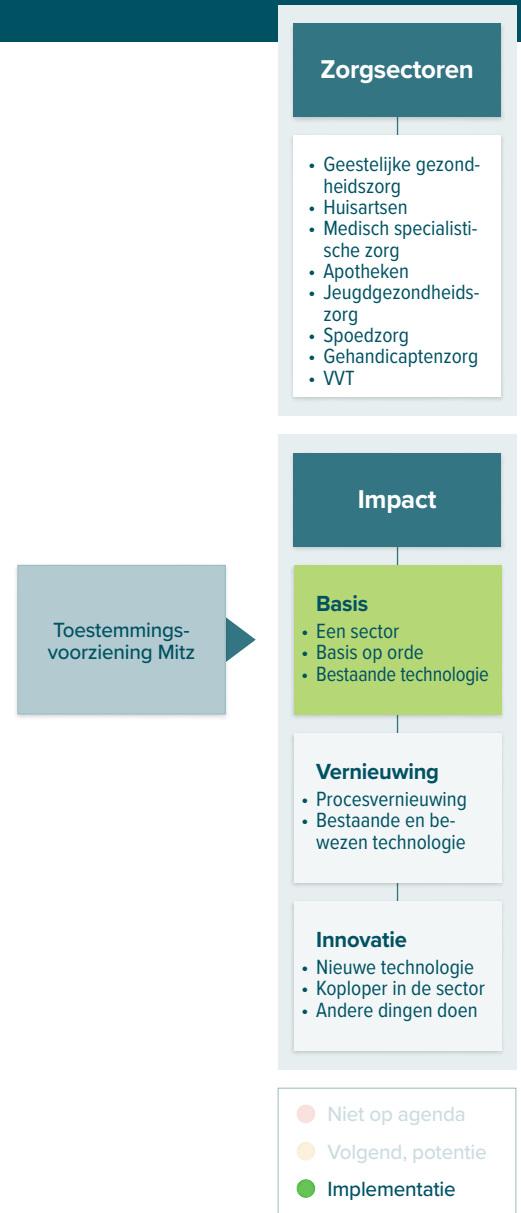 Zorgsectoren
• Geestelijke gezond-
heidszorg
• Huisartsen
• Medisch specialisti-
sche zorg
• Apotheken
• Jeugdgezondheids-
zorg
• Spoedzorg
• Gehandicaptenzorg
• VVT
Impact
Toestemmings-
voorziening Mitz
Basis
• Een sector
• Basis op orde
• Bestaande technologie
Vernieuwing
• Procesvernieuwing
• Bestaande en be-
wezen technologie
Innovatie
• Nieuwe technologie
• Koploper in de sector
• Andere dingen doen
Niet op agenda
Volgend, potentie
Implementatie